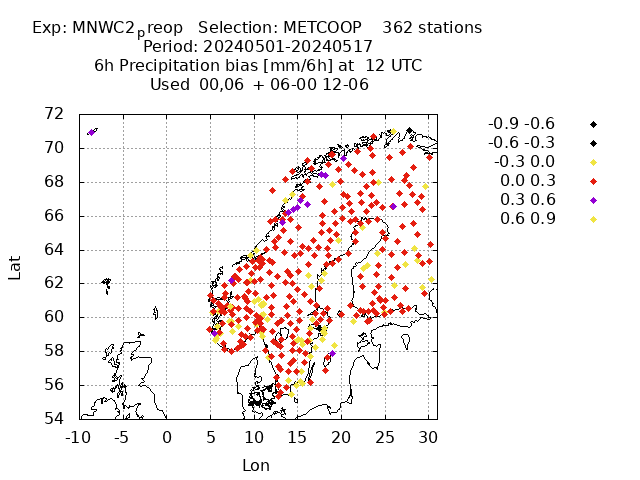 Exp: MNWC2preop   Selection: METCOOP    362 stations
Period: 20240501-20240517
6h Precipitation bias [mm/6h] at  12 UTC
Used  00,06  + 06-00 12-06
72
70
68
66
64
62
60
58
56
54
-10 -5 0 5 10 15 20 25 30
Lat
Lon
-0.9 -0.6
-0.6 -0.3
-0.3 0.0
0.0 0.3
0.3 0.6
0.6 0.9